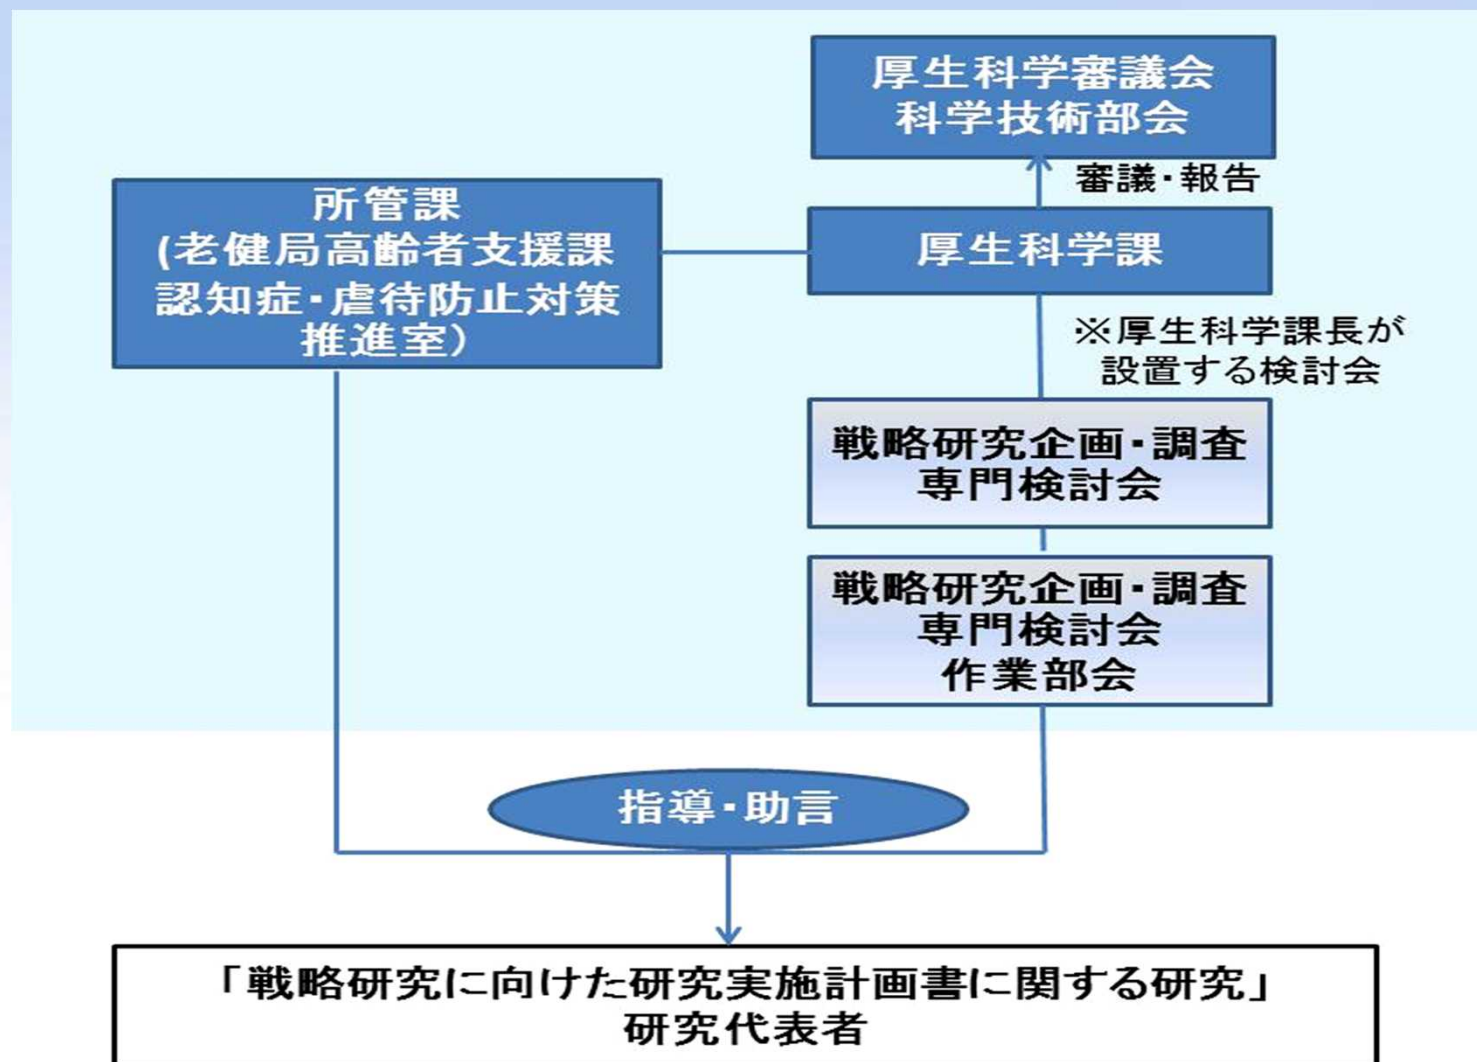 厚生科学審議会
科学技術部会
審議・報告
所管課
(老健局高齢者支援課
認知症・虐待防止対策
推進室)
厚生科学課
※厚生科学課長が
設置する検討会
戦略研究企画・調査
専門検討会
戦略研究企画・調査
専門検討会
作業部会
指導・助言
「戦略研究に向けた研究実施計画書に関する研究」
研究代表者